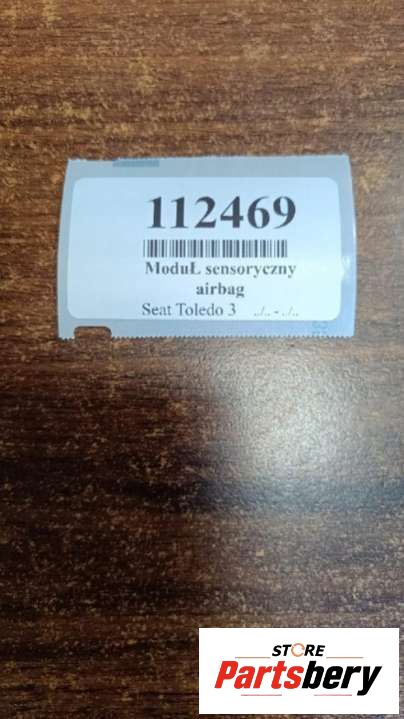 112469
ModuŁ sensoryczny
airbag
Seat Toledo 3 ../.. - ../..
STORE
Partsbery